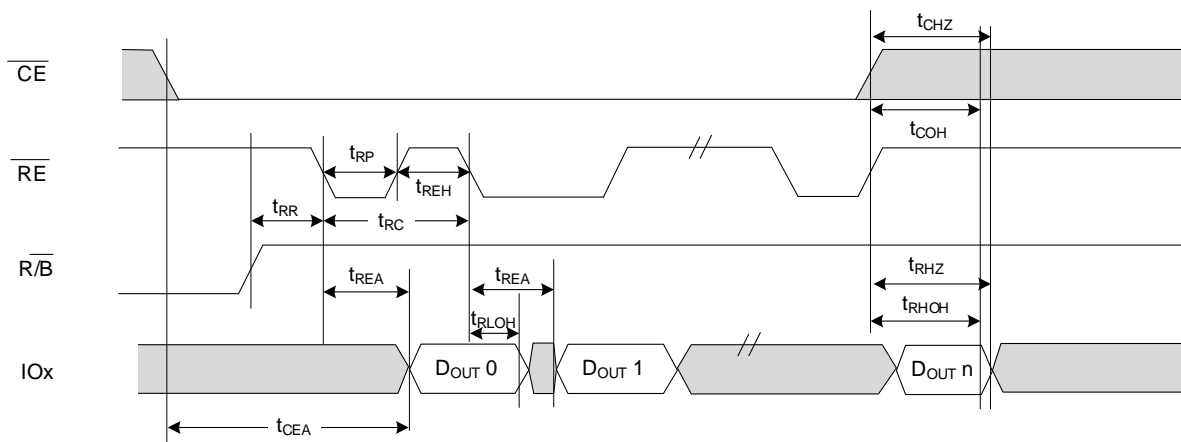 tCHZ
CE
tCOH
RE
tRP
tREH
tRR
tRC
R/B
tREA
tREA
tRHZ
tRLOH
tRHOH
IOx
DOUT 0
DOUT 1
DOUT n
tCEA